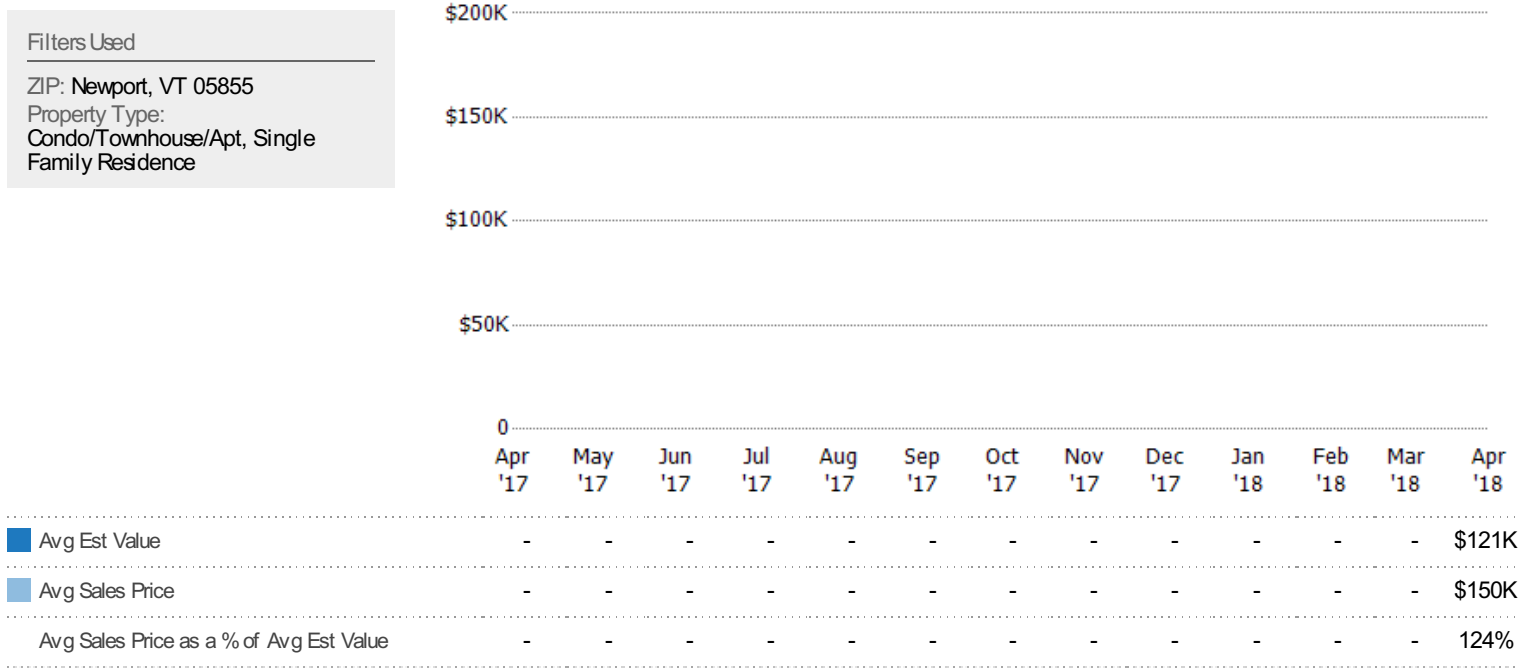 Filters Used
ZIP: Newport, VT 05855
Property Type:
Condo/Townhouse/Apt, Single
Family Residence
$200K
$150K
$100K
$50K
0
Apr May Jun Jul Aug Sep Oct Nov Dec Jan Feb Mar Apr
'17 '17 '17 '17 '17 '17 '17 '17 '17 '18 '18 '18 '18
Avg Est Value - - - - - - - - - - - - $121K
Avg Sales Price - - - - - - - - - - - - $150K
Avg Sales Price as a % of Avg Est Value - - - - - - - - - - - - 124%